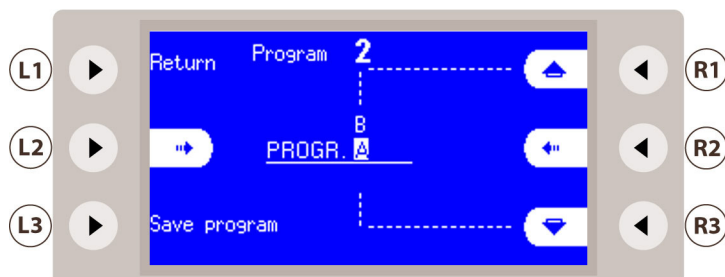 L1
Return
Program 2
R1
L2
B
PROGR. A
R2
L3
Save program
R3